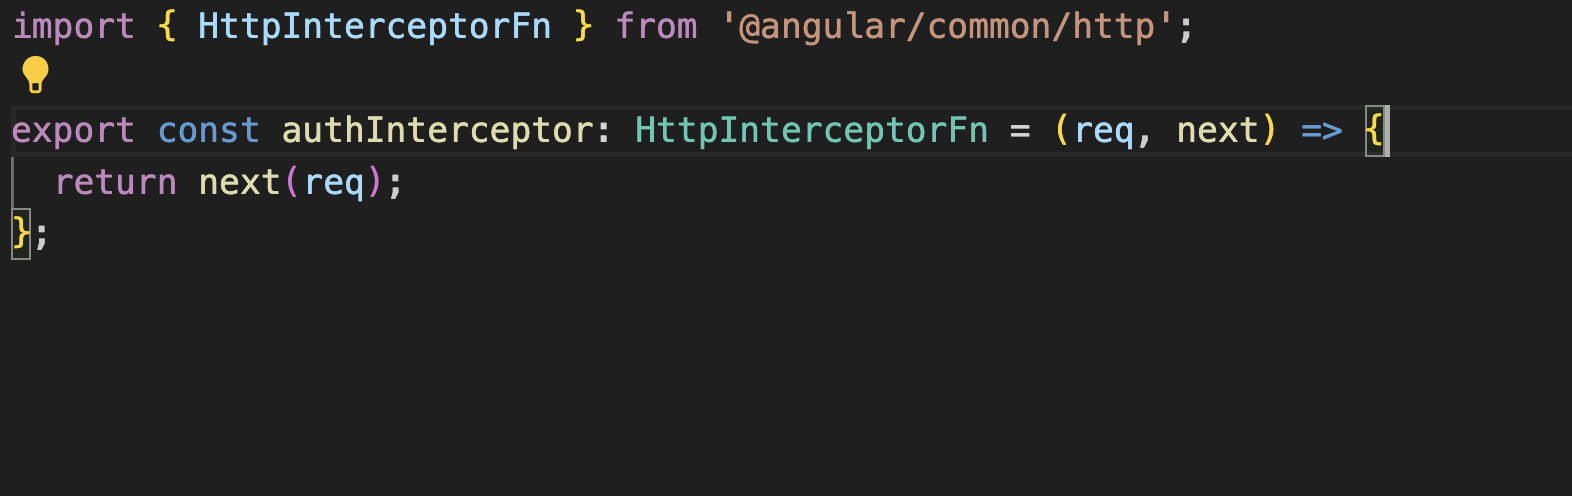 import { HttpInterceptorFn } from '@angular/common/http';
export const authInterceptor: HttpInterceptorFn = (req, next) => {
  return next(req);
};